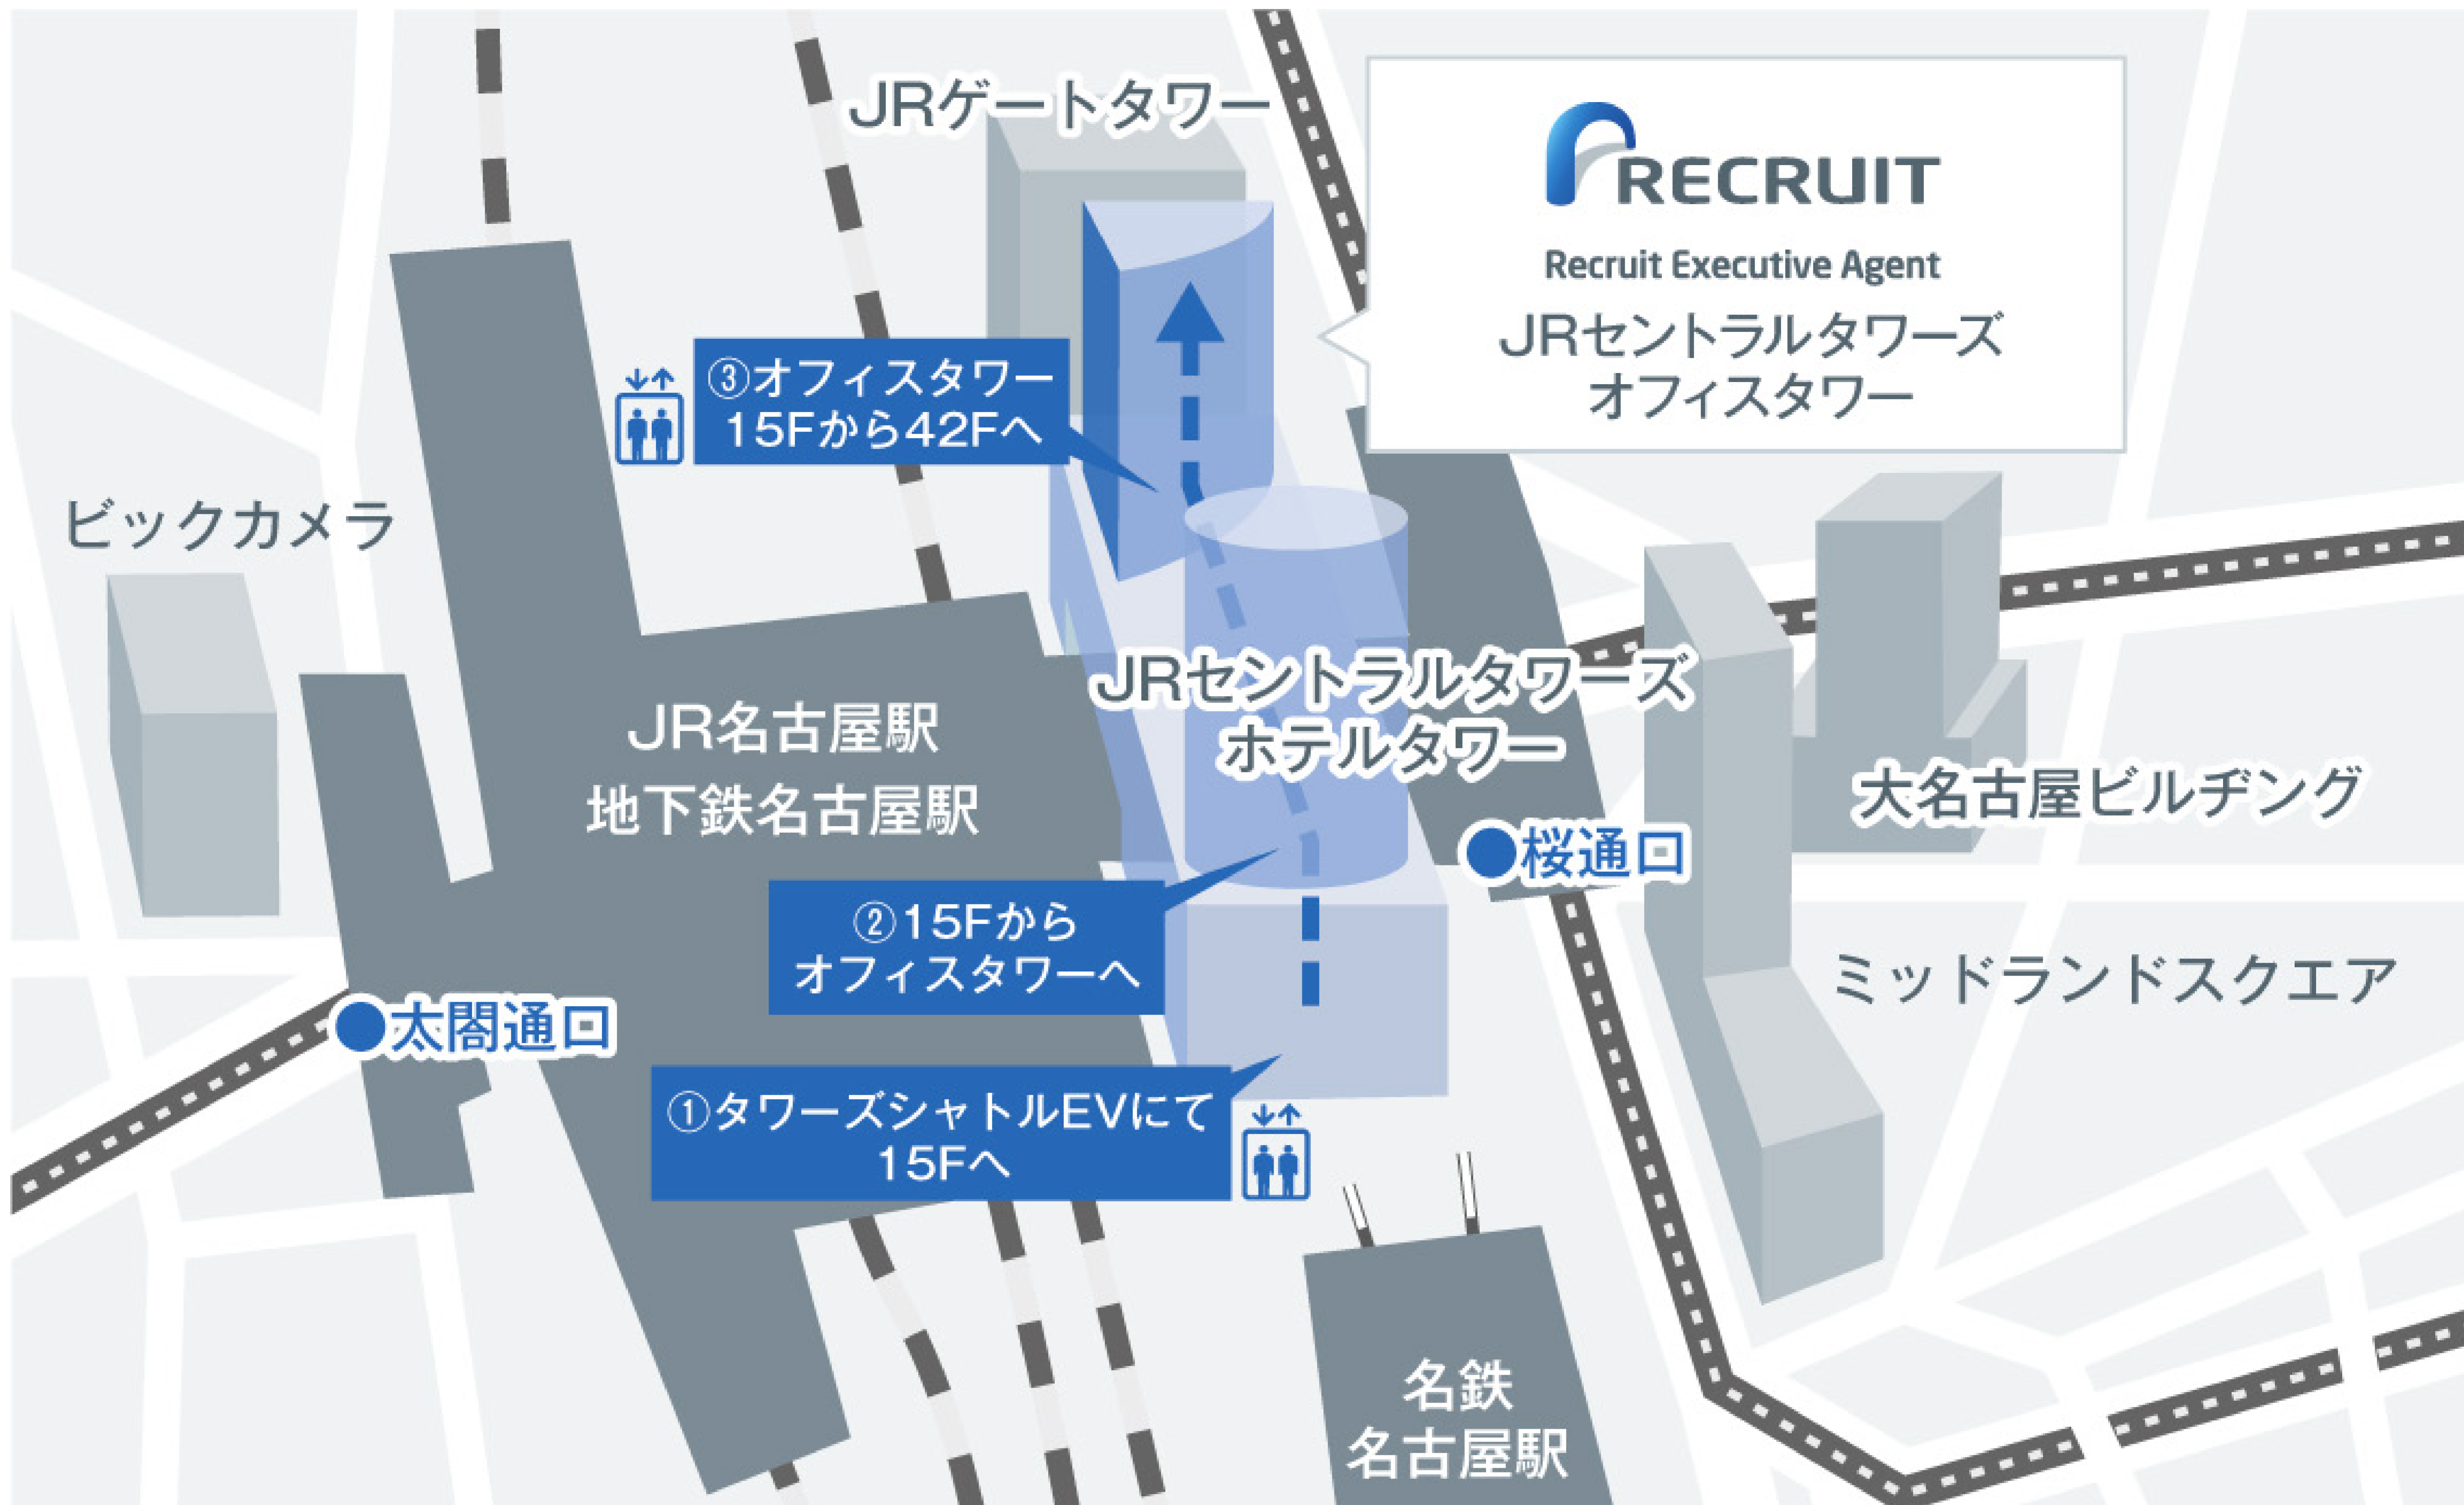 JRゲートタワー
RECRUIT
Recruit Executive Agent
JRセントラルタワーズ
オフィスタワー
③オフィスタワー
15Fから42Fへ
ビックカメラ
JRセントラルタワーズ
ホテルタワー
JR名古屋駅
地下鉄名古屋駅
大名古屋ビルヂング
桜通口
②15Fから
オフィスタワーへ
ミッドランドスクエア
太閤通口
①タワーズシャトルEVにて
15Fへ
名鉄
名古屋駅